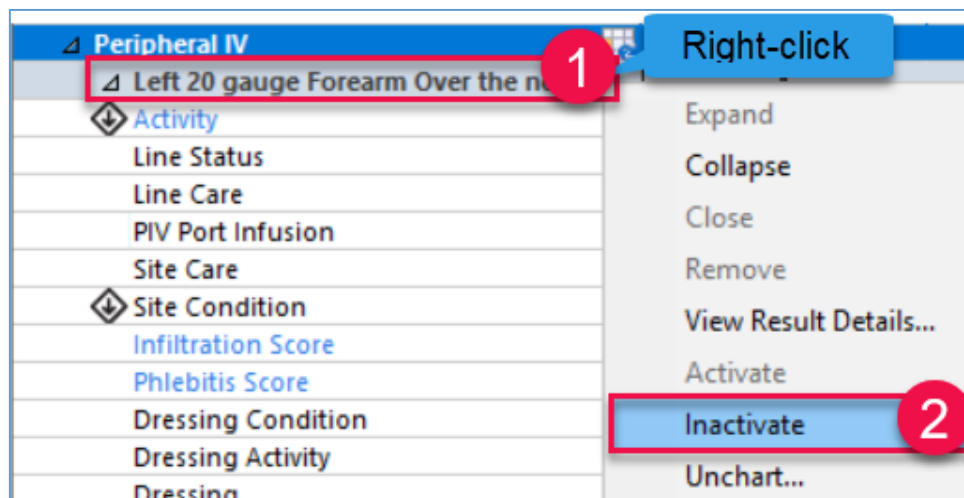 Peripheral IV
Left 20 gauge Forearm Over the
1
Right-click
Activity
Line Status
Line Care
PIV Port Infusion
Site Care
Site Condition
Infiltration Score
Phlebitis Score
Dressing Condition
Dressing Activity
Dressing
Expand
Collapse
Close
Remove
View Result Details...
Activate
Inactivate
2
Unchart...